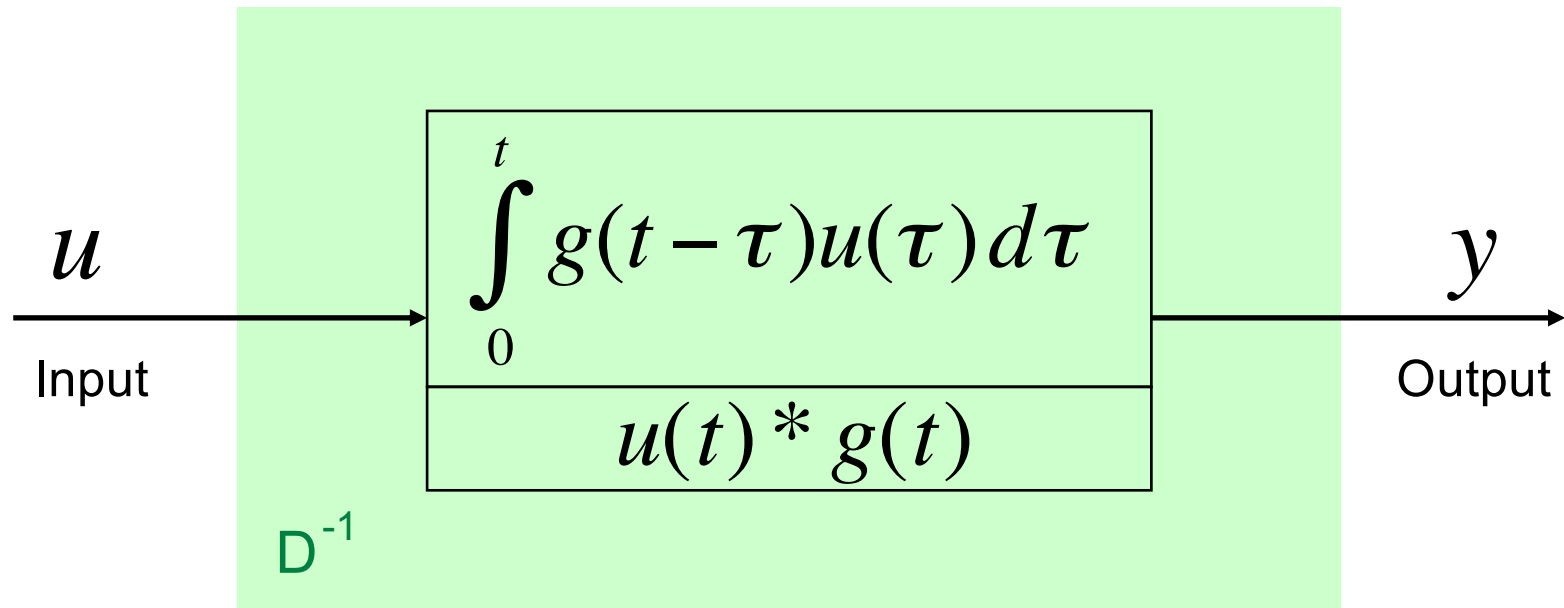 u
Input
t
∫ g(t − τ)u(τ)dτ
0
u(t) * g(t)
y
Output
D⁻¹